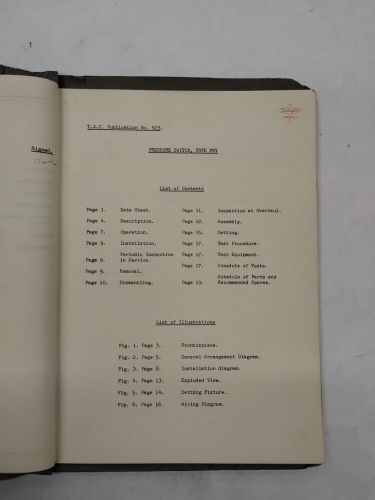 Signed.
T.A.C. Publication No. 623.
PRESSURE SWITCH, TYPE PRY
List of Contents
Page 1. Data Sheet.
Page 4. Description.
Page 7. Operation.
Page 9. Installation.
Page 9. Periodic Inspection
in Service.
Page 9. Removal.
Page 10. Dismantling.
Page 11. Inspection at Overhaul.
Page 12. Assembly.
Page 15. Setting.
Page 17. Test Procedure.
Page 17. Test Equipment.
Page 17. Schedule of Tests.
Page 19. Schedule of Parts and
Recommended Spares.
List of Illustrations
Fig. 1. Page 3. Frontispiece.
Fig. 2. Page 5. General Arrangement Diagram.
Fig. 3. Page 8. Installation diagram.
Fig. 4. Page 13. Exploded View.
Fig. 5. Page 14. Setting Fixture.
Fig. 6. Page 16. Wiring Diagram.